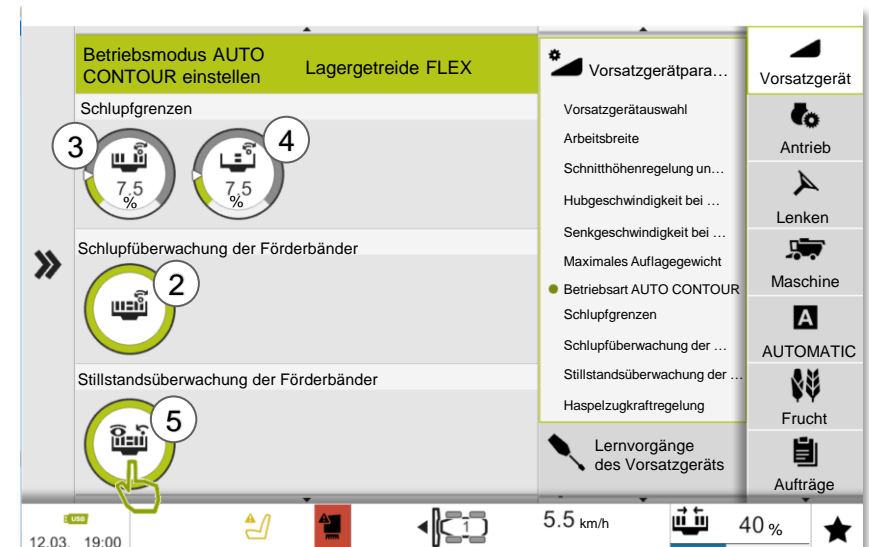 Betriebsmodus AUTO
CONTOUR einstellen
Lagergetreide FLEX
Schlupfgrenzen
3
7.5
%
4
7.5
%
Schlupfüberwachung der Förderbänder
2
Stillstandsüberwachung der Förderbänder
5
Vorsatzgerätpara…
Vorsatzgerätauswahl
Arbeitsbreite
Schnitthöhenregelung un…
Hubgeschwindigkeit bei …
Senkgeschwindigkeit bei …
Maximales Auflagegewicht
Betriebsart AUTO CONTOUR
Schlupfgrenzen
Schlupfüberwachung der …
Stillstandsüberwachung der …
Haspelzugkraftregelung
Lernvorgänge
des Vorsatzgeräts
Vorsatzgerät
Antrieb
Lenken
Maschine
A
AUTOMATIC
Frucht
Aufträge
USB
12.03. 19:00
1
5.5 km/h
40 %